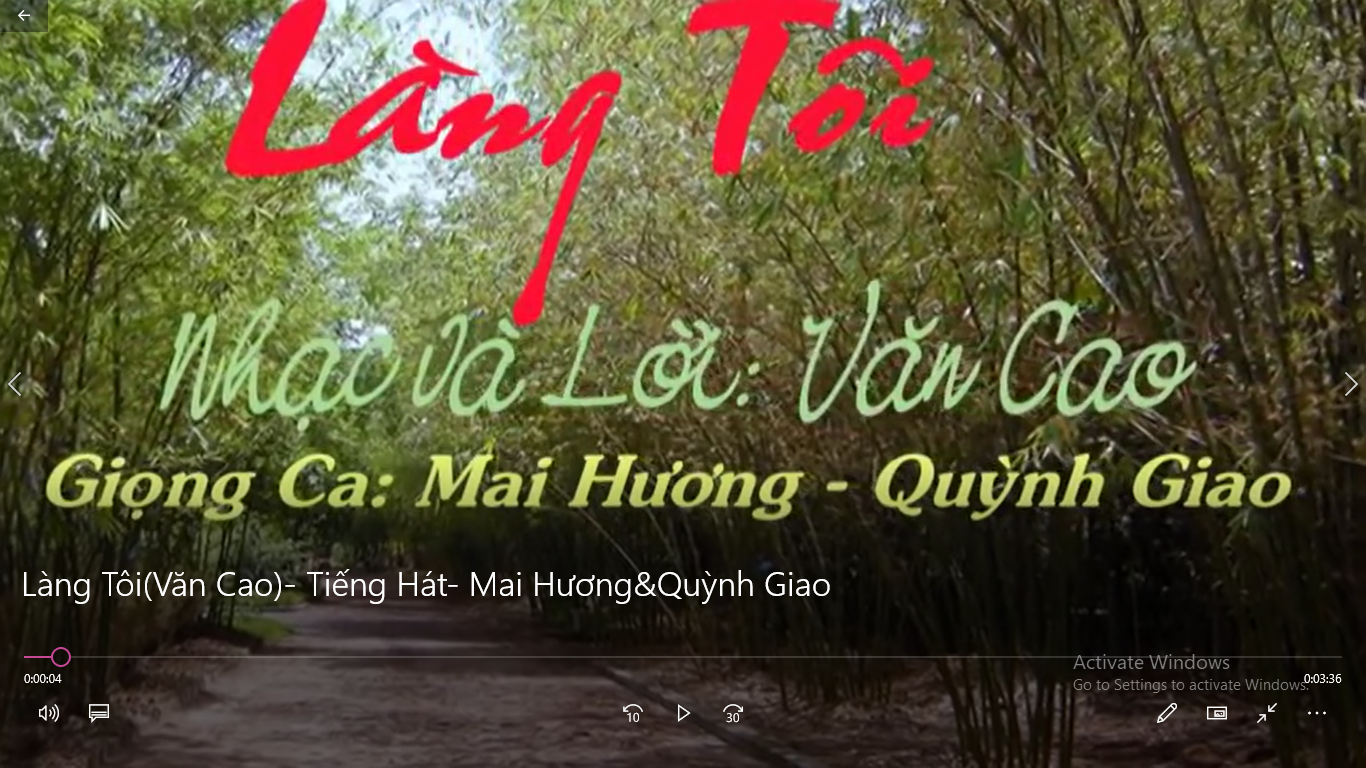 Làng Tôi
Nhạc Và Lời: Văn Cao
Giọng Ca: Mai Hương - Quỳnh Giao
Làng Tôi(Văn Cao)- Tiếng Hát- Mai Hương&Quỳnh Giao
Activate Windows
Go to Settings to activate Windows.
0:00:04
0:03:36
10
30